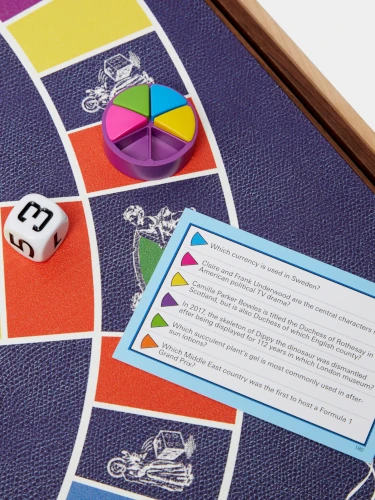 3
5
Which currency is used in Sweden?
Claire and Frank Underwood are the central characters
American political TV drama?
Camilla Parker Bowles is titled the Duchess of Rothesay in
Scotland, but is also Duchess of which English county?
In 2017, the skeleton of Dippy the dinosaur was dismantled
after being displayed for 112 years in which London museum?
Which succulent plant's gel is most commonly used in after-
sun lotions?
Which Middle East country was the first to host a Formula 1
Grand Prix?